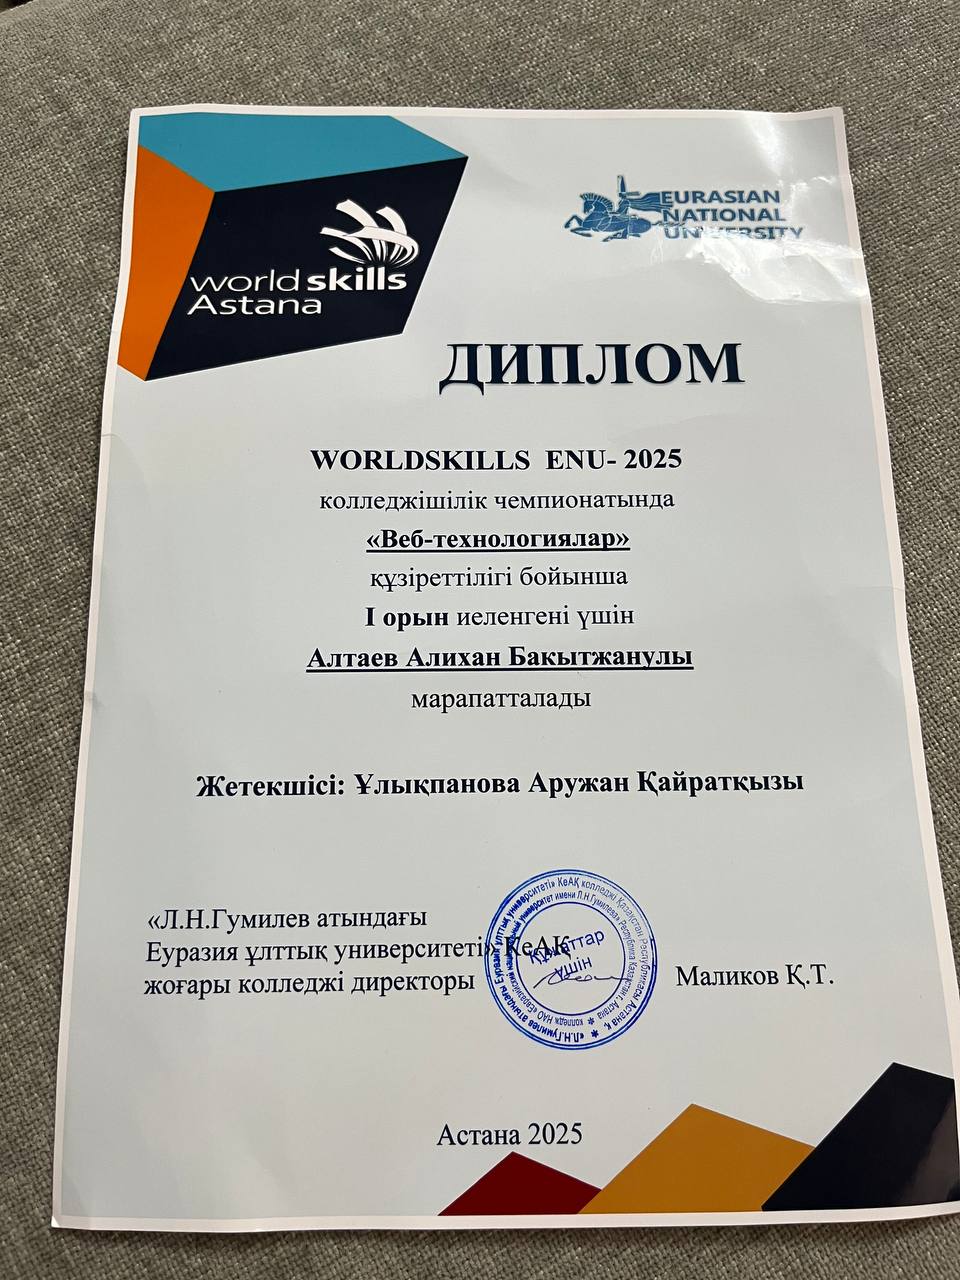 world skills
Astana
EURASIAN
NATIONAL
UNIVERSITY
ДИПЛОМ
WORLDSKILLS ENU- 2025
колледжішілік чемпионатында
«Веб-технологиялар»
құзіреттілігі бойынша
I орын иеленгені үшін
Алтаев Алихан Бакытжанулы
марапатталады
Жетекшісі: Ұлықпанова Аружан Қайратқызы
«Л.Н.Гумилев атындағы
Еуразия ұлттық университеті» КеАҚ
жоғары колледжі директоры
Маликов Қ.Т.
«Л.Н.Гумилев атындағы Еуразия ұлттық университеті» КеАҚ колледжі Қазақстан Республикасы Астана қ.
колледж НАО «Евразийский национальный университет имени Л.Н.Гумилева» Республика Казахстан г. Астана
Құжаттар
үшін
Астана 2025